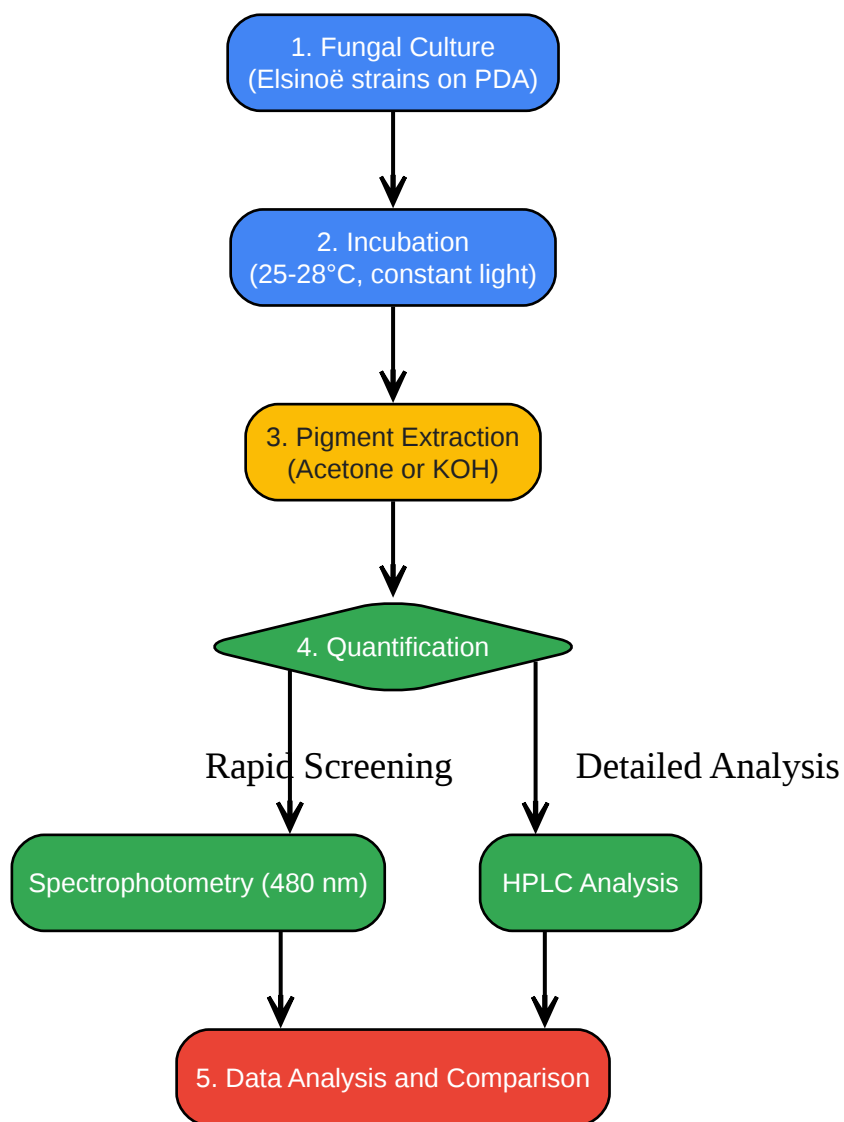 1. Fungal Culture
(Elsinoë strains on PDA)
2. Incubation
(25-28°C, constant light)
3. Pigment Extraction
(Acetone or KOH)
4. Quantification
Rapid Screening
Detailed Analysis
Spectrophotometry (480 nm)
HPLC Analysis
5. Data Analysis and Comparison